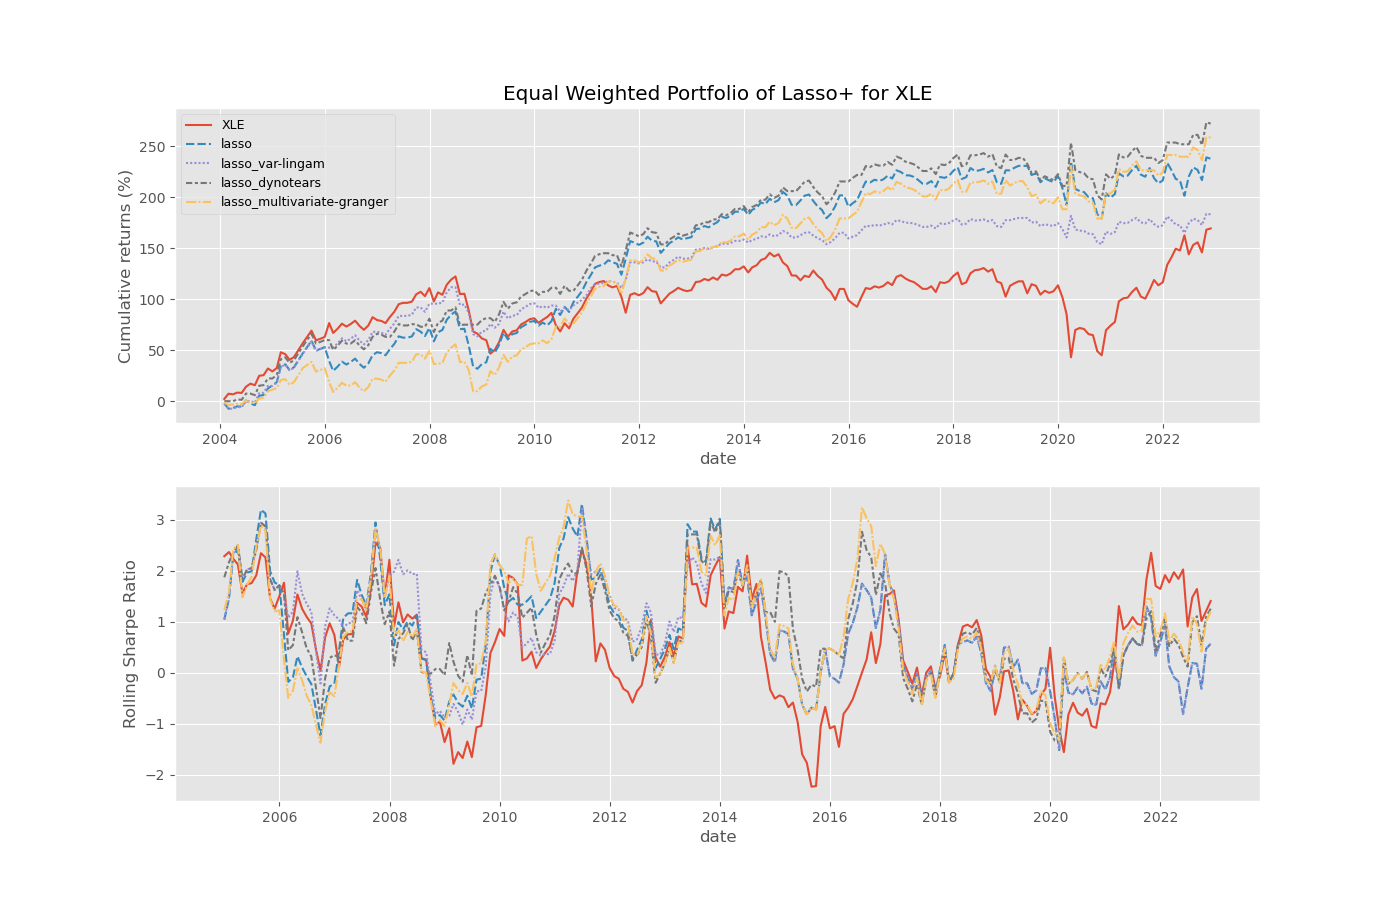 Equal Weighted Portfolio of Lasso+ for XLE
XLE
lasso
lasso_var-lingam
lasso_dynotears
lasso_multivariate-granger
Cumulative returns (%)
250
200
150
100
50
0
2004 2006 2008 2010 2012 2014 2016 2018 2020 2022
date
Rolling Sharpe Ratio
3
2
1
0
−1
−2
2006 2008 2010 2012 2014 2016 2018 2020 2022
date